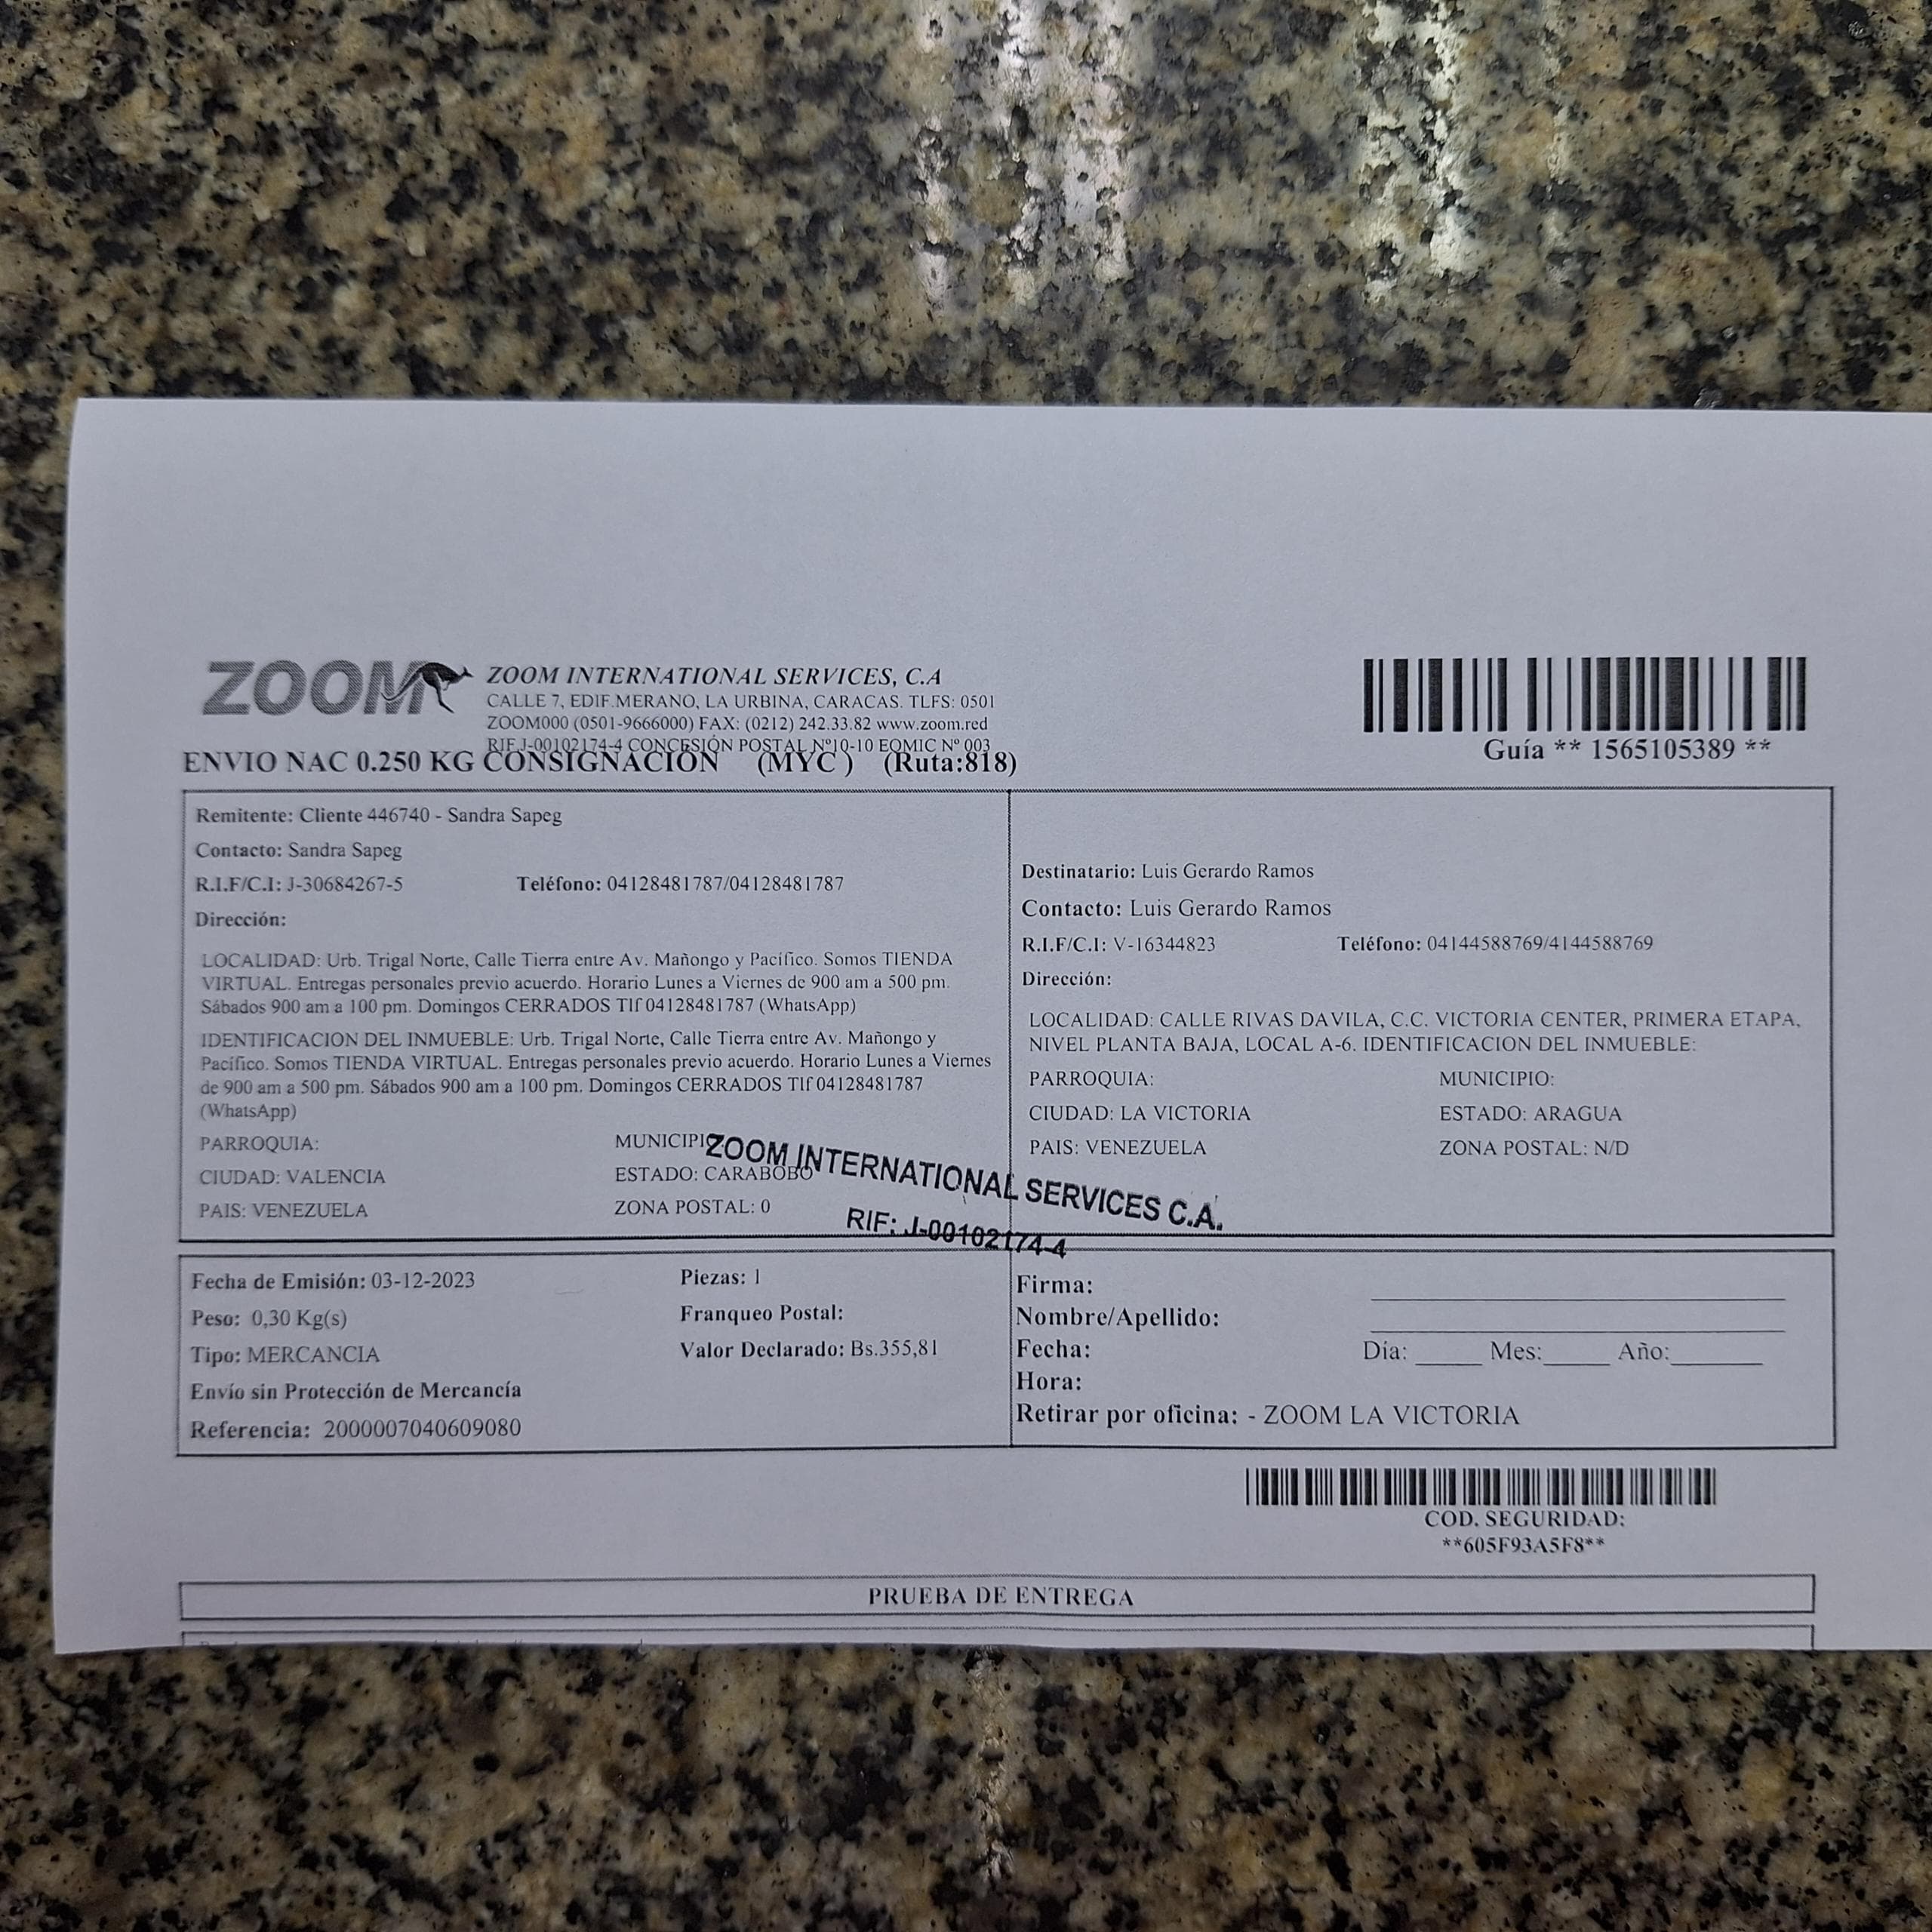 ZOOM
ZOOM INTERNATIONAL SERVICES, C.A
CALLE 7, EDIF.MERANO, LA URBINA, CARACAS. TLFS: 0501
ZOOM000 (0501-9666000) FAX: (0212) 242.33.82 www.zoom.red
RIF.J-00102174-4 CONCESIÓN POSTAL Nº10-10 EQMIC Nº 003
ENVIO NAC 0.250 KG CONSIGNACIÓN (MYC ) (Ruta:818)
Guía ** 1565105389 **
Remitente: Cliente 446740 - Sandra Sapeg
Contacto: Sandra Sapeg
R.I.F/C.I: J-30684267-5 Teléfono: 04128481787/04128481787
Dirección:
LOCALIDAD: Urb. Trigal Norte, Calle Tierra entre Av. Mañongo y Pacífico. Somos TIENDA
VIRTUAL. Entregas personales previo acuerdo. Horario Lunes a Viernes de 900 am a 500 pm.
Sábados 900 am a 100 pm. Domingos CERRADOS Tlf 04128481787 (WhatsApp)
IDENTIFICACION DEL INMUEBLE: Urb. Trigal Norte, Calle Tierra entre Av. Mañongo y
Pacífico. Somos TIENDA VIRTUAL. Entregas personales previo acuerdo. Horario Lunes a Viernes
de 900 am a 500 pm. Sábados 900 am a 100 pm. Domingos CERRADOS Tlf 04128481787
(WhatsApp)
PARROQUIA: MUNICIPIO:
CIUDAD: VALENCIA ESTADO: CARABOBO
PAIS: VENEZUELA ZONA POSTAL: 0
Destinatario: Luis Gerardo Ramos
Contacto: Luis Gerardo Ramos
R.I.F/C.I: V-16344823 Teléfono: 04144588769/4144588769
Dirección:
LOCALIDAD: CALLE RIVAS DAVILA, C.C. VICTORIA CENTER, PRIMERA ETAPA,
NIVEL PLANTA BAJA, LOCAL A-6. IDENTIFICACION DEL INMUEBLE:
PARROQUIA: MUNICIPIO:
CIUDAD: LA VICTORIA ESTADO: ARAGUA
PAIS: VENEZUELA ZONA POSTAL: N/D
ZOOM INTERNATIONAL SERVICES C.A.
RIF: J-00102174-4
Fecha de Emisión: 03-12-2023 Piezas: 1
Peso: 0,30 Kg(s) Franqueo Postal:
Tipo: MERCANCIA Valor Declarado: Bs.355,81
Envío sin Protección de Mercancía
Referencia: 2000007040609080
Firma:
Nombre/Apellido:
Fecha: Día:_____ Mes:_____ Año:_______
Hora:
Retirar por oficina: - ZOOM LA VICTORIA
COD. SEGURIDAD:
**605F93A5F8**
PRUEBA DE ENTREGA